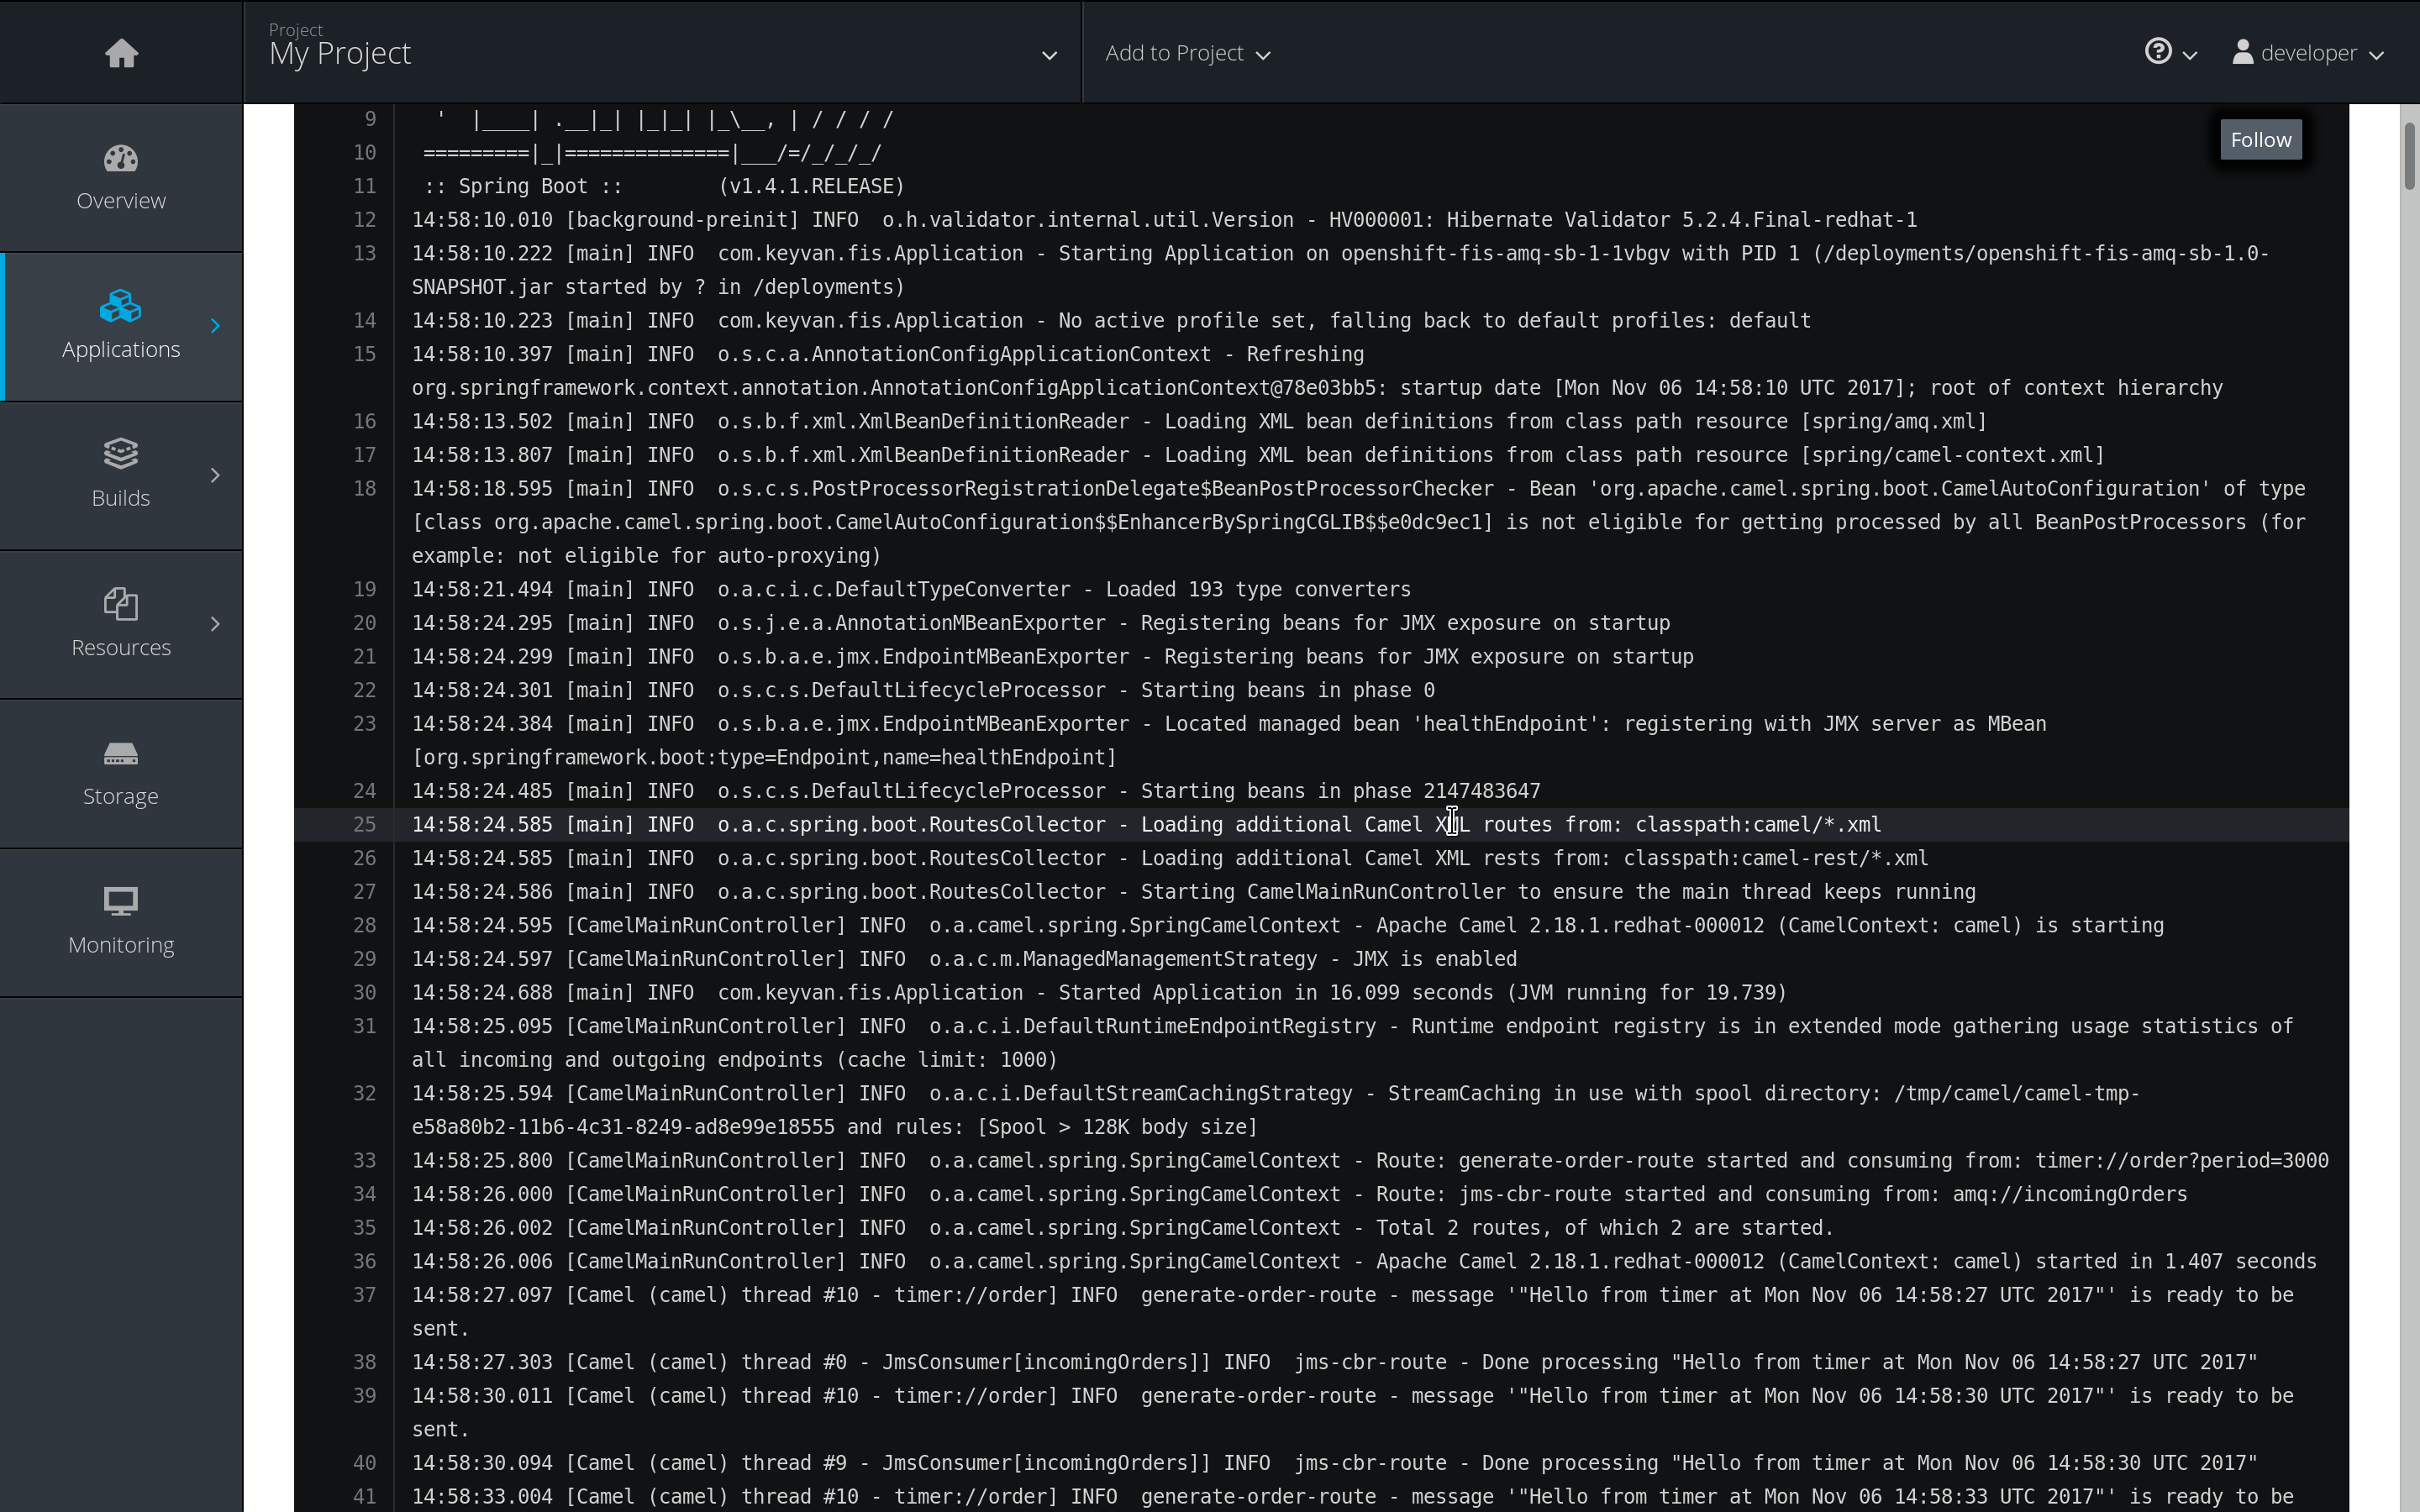 Project
My Project
Add to Project
developer
Overview
Applications
Builds
Resources
Storage
Monitoring
Follow
9   '  |____| .__|_| |_|_| |_\__, | / / / /
10  =========|_|==============|___/=/_/_/_/
11  :: Spring Boot ::        (v1.4.1.RELEASE)
12 14:58:10.010 [background-preinit] INFO  o.h.validator.internal.util.Version - HV000001: Hibernate Validator 5.2.4.Final-redhat-1
13 14:58:10.222 [main] INFO  com.keyvan.fis.Application - Starting Application on openshift-fis-amq-sb-1-1vbgv with PID 1 (/deployments/openshift-fis-amq-sb-1.0-
SNAPSHOT.jar started by ? in /deployments)
14 14:58:10.223 [main] INFO  com.keyvan.fis.Application - No active profile set, falling back to default profiles: default
15 14:58:10.397 [main] INFO  o.s.c.a.AnnotationConfigApplicationContext - Refreshing
org.springframework.context.annotation.AnnotationConfigApplicationContext@78e03bb5: startup date [Mon Nov 06 14:58:10 UTC 2017]; root of context hierarchy
16 14:58:13.502 [main] INFO  o.s.b.f.xml.XmlBeanDefinitionReader - Loading XML bean definitions from class path resource [spring/amq.xml]
17 14:58:13.807 [main] INFO  o.s.b.f.xml.XmlBeanDefinitionReader - Loading XML bean definitions from class path resource [spring/camel-context.xml]
18 14:58:18.595 [main] INFO  o.s.c.s.PostProcessorRegistrationDelegate$BeanPostProcessorChecker - Bean 'org.apache.camel.spring.boot.CamelAutoConfiguration' of type
[class org.apache.camel.spring.boot.CamelAutoConfiguration$$EnhancerBySpringCGLIB$$e0dc9ec1] is not eligible for getting processed by all BeanPostProcessors (for
example: not eligible for auto-proxying)
19 14:58:21.494 [main] INFO  o.a.c.i.c.DefaultTypeConverter - Loaded 193 type converters
20 14:58:24.295 [main] INFO  o.s.j.e.a.AnnotationMBeanExporter - Registering beans for JMX exposure on startup
21 14:58:24.299 [main] INFO  o.s.b.a.e.jmx.EndpointMBeanExporter - Registering beans for JMX exposure on startup
22 14:58:24.301 [main] INFO  o.s.c.s.DefaultLifecycleProcessor - Starting beans in phase 0
23 14:58:24.384 [main] INFO  o.s.b.a.e.jmx.EndpointMBeanExporter - Located managed bean 'healthEndpoint': registering with JMX server as MBean
[org.springframework.boot:type=Endpoint,name=healthEndpoint]
24 14:58:24.485 [main] INFO  o.s.c.s.DefaultLifecycleProcessor - Starting beans in phase 2147483647
25 14:58:24.585 [main] INFO  o.a.c.spring.boot.RoutesCollector - Loading additional Camel XML routes from: classpath:camel/*.xml
26 14:58:24.585 [main] INFO  o.a.c.spring.boot.RoutesCollector - Loading additional Camel XML rests from: classpath:camel-rest/*.xml
27 14:58:24.586 [main] INFO  o.a.c.spring.boot.RoutesCollector - Starting CamelMainRunController to ensure the main thread keeps running
28 14:58:24.595 [CamelMainRunController] INFO  o.a.camel.spring.SpringCamelContext - Apache Camel 2.18.1.redhat-000012 (CamelContext: camel) is starting
29 14:58:24.597 [CamelMainRunController] INFO  o.a.c.m.ManagedManagementStrategy - JMX is enabled
30 14:58:24.688 [main] INFO  com.keyvan.fis.Application - Started Application in 16.099 seconds (JVM running for 19.739)
31 14:58:25.095 [CamelMainRunController] INFO  o.a.c.i.DefaultRuntimeEndpointRegistry - Runtime endpoint registry is in extended mode gathering usage statistics of
all incoming and outgoing endpoints (cache limit: 1000)
32 14:58:25.594 [CamelMainRunController] INFO  o.a.c.i.DefaultStreamCachingStrategy - StreamCaching in use with spool directory: /tmp/camel/camel-tmp-
e58a80b2-11b6-4c31-8249-ad8e99e18555 and rules: [Spool > 128K body size]
33 14:58:25.800 [CamelMainRunController] INFO  o.a.camel.spring.SpringCamelContext - Route: generate-order-route started and consuming from: timer://order?period=3000
34 14:58:26.000 [CamelMainRunController] INFO  o.a.camel.spring.SpringCamelContext - Route: jms-cbr-route started and consuming from: amq://incomingOrders
35 14:58:26.002 [CamelMainRunController] INFO  o.a.camel.spring.SpringCamelContext - Total 2 routes, of which 2 are started.
36 14:58:26.006 [CamelMainRunController] INFO  o.a.camel.spring.SpringCamelContext - Apache Camel 2.18.1.redhat-000012 (CamelContext: camel) started in 1.407 seconds
37 14:58:27.097 [Camel (camel) thread #10 - timer://order] INFO  generate-order-route - message '"Hello from timer at Mon Nov 06 14:58:27 UTC 2017"' is ready to be
sent.
38 14:58:27.303 [Camel (camel) thread #0 - JmsConsumer[incomingOrders]] INFO  jms-cbr-route - Done processing "Hello from timer at Mon Nov 06 14:58:27 UTC 2017"
39 14:58:30.011 [Camel (camel) thread #10 - timer://order] INFO  generate-order-route - message '"Hello from timer at Mon Nov 06 14:58:30 UTC 2017"' is ready to be
sent.
40 14:58:30.094 [Camel (camel) thread #9 - JmsConsumer[incomingOrders]] INFO  jms-cbr-route - Done processing "Hello from timer at Mon Nov 06 14:58:30 UTC 2017"
41 14:58:33.004 [Camel (camel) thread #10 - timer://order] INFO  generate-order-route - message '"Hello from timer at Mon Nov 06 14:58:33 UTC 2017"' is ready to be